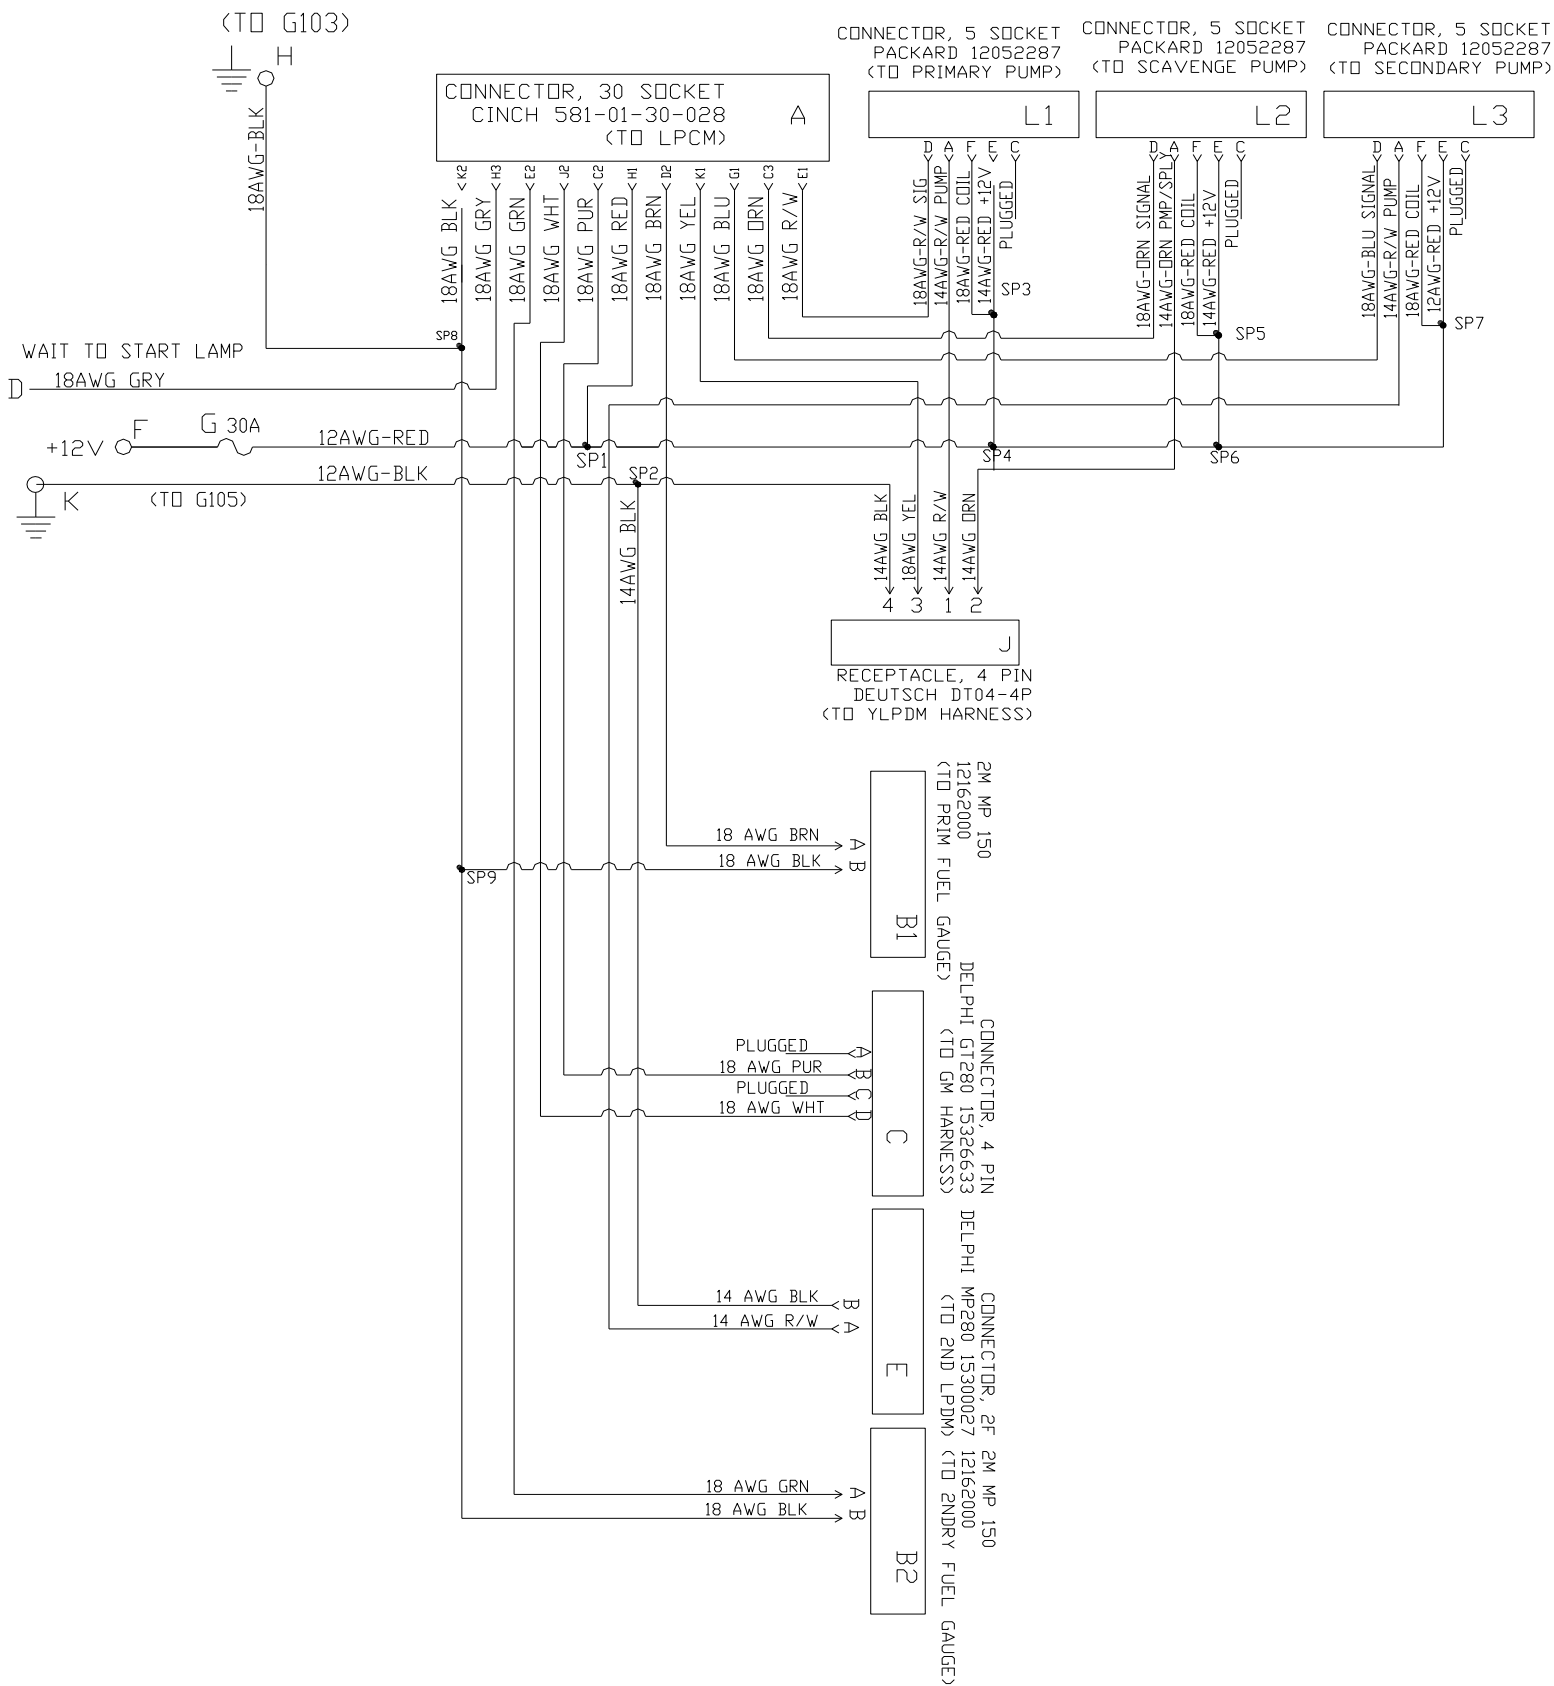 (TO G103)
H
18AWG-BLK
CONNECTOR, 30 SOCKET
CINCH 581-01-30-028
(TO LPCM)
A
CONNECTOR, 5 SOCKET
PACKARD 12052287
(TO PRIMARY PUMP)
L1
CONNECTOR, 5 SOCKET
PACKARD 12052287
(TO SCAVENGE PUMP)
L2
CONNECTOR, 5 SOCKET
PACKARD 12052287
(TO SECONDARY PUMP)
L3
K2
H3
E2
J2
C2
H1
D2
K1
G1
C3
E1
18AWG BLK
18AWG GRY
18AWG GRN
18AWG WHT
18AWG PUR
18AWG RED
18AWG BRN
18AWG YEL
18AWG BLU
18AWG ORN
18AWG R/W
D A F E C
18AWG-R/W SIG
14AWG-R/W PUMP
18AWG-RED COIL
14AWG-RED +12V
PLUGGED
SP3
D A F E C
18AWG-ORN SIGNAL
14AWG-ORN PMP/SPLY
18AWG-RED COIL
14AWG-RED +12V
PLUGGED
SP5
D A F E C
18AWG-BLU SIGNAL
14AWG-R/W PUMP
18AWG-RED COIL
12AWG-RED +12V
PLUGGED
SP7
SP8
WAIT TO START LAMP
D
18AWG GRY
F
G 30A
+12V
12AWG-RED
SP1
SP4
SP6
12AWG-BLK
SP2
K
(TO G105)
14AWG BLK
14AWG BLK
18AWG YEL
14AWG R/W
14AWG ORN
4 3 1 2
J
RECEPTACLE, 4 PIN
DEUTSCH DT04-4P
(TO YLPDM HARNESS)
2M MP 150
12162000
(TO PRIM FUEL GAUGE)
18 AWG BRN
A
18 AWG BLK
B
SP9
B1
CONNECTOR, 4 PIN
DELPHI GT280 15326633
(TO GM HARNESS)
PLUGGED
A
18 AWG PUR
B
PLUGGED
C
18 AWG WHT
D
C
CONNECTOR, 2F
DELPHI MP280 15300027
(TO 2ND LPDM)
14 AWG BLK
B
14 AWG R/W
A
E
2M MP 150
12162000
(TO 2NDRY FUEL GAUGE)
18 AWG GRN
A
18 AWG BLK
B
B2